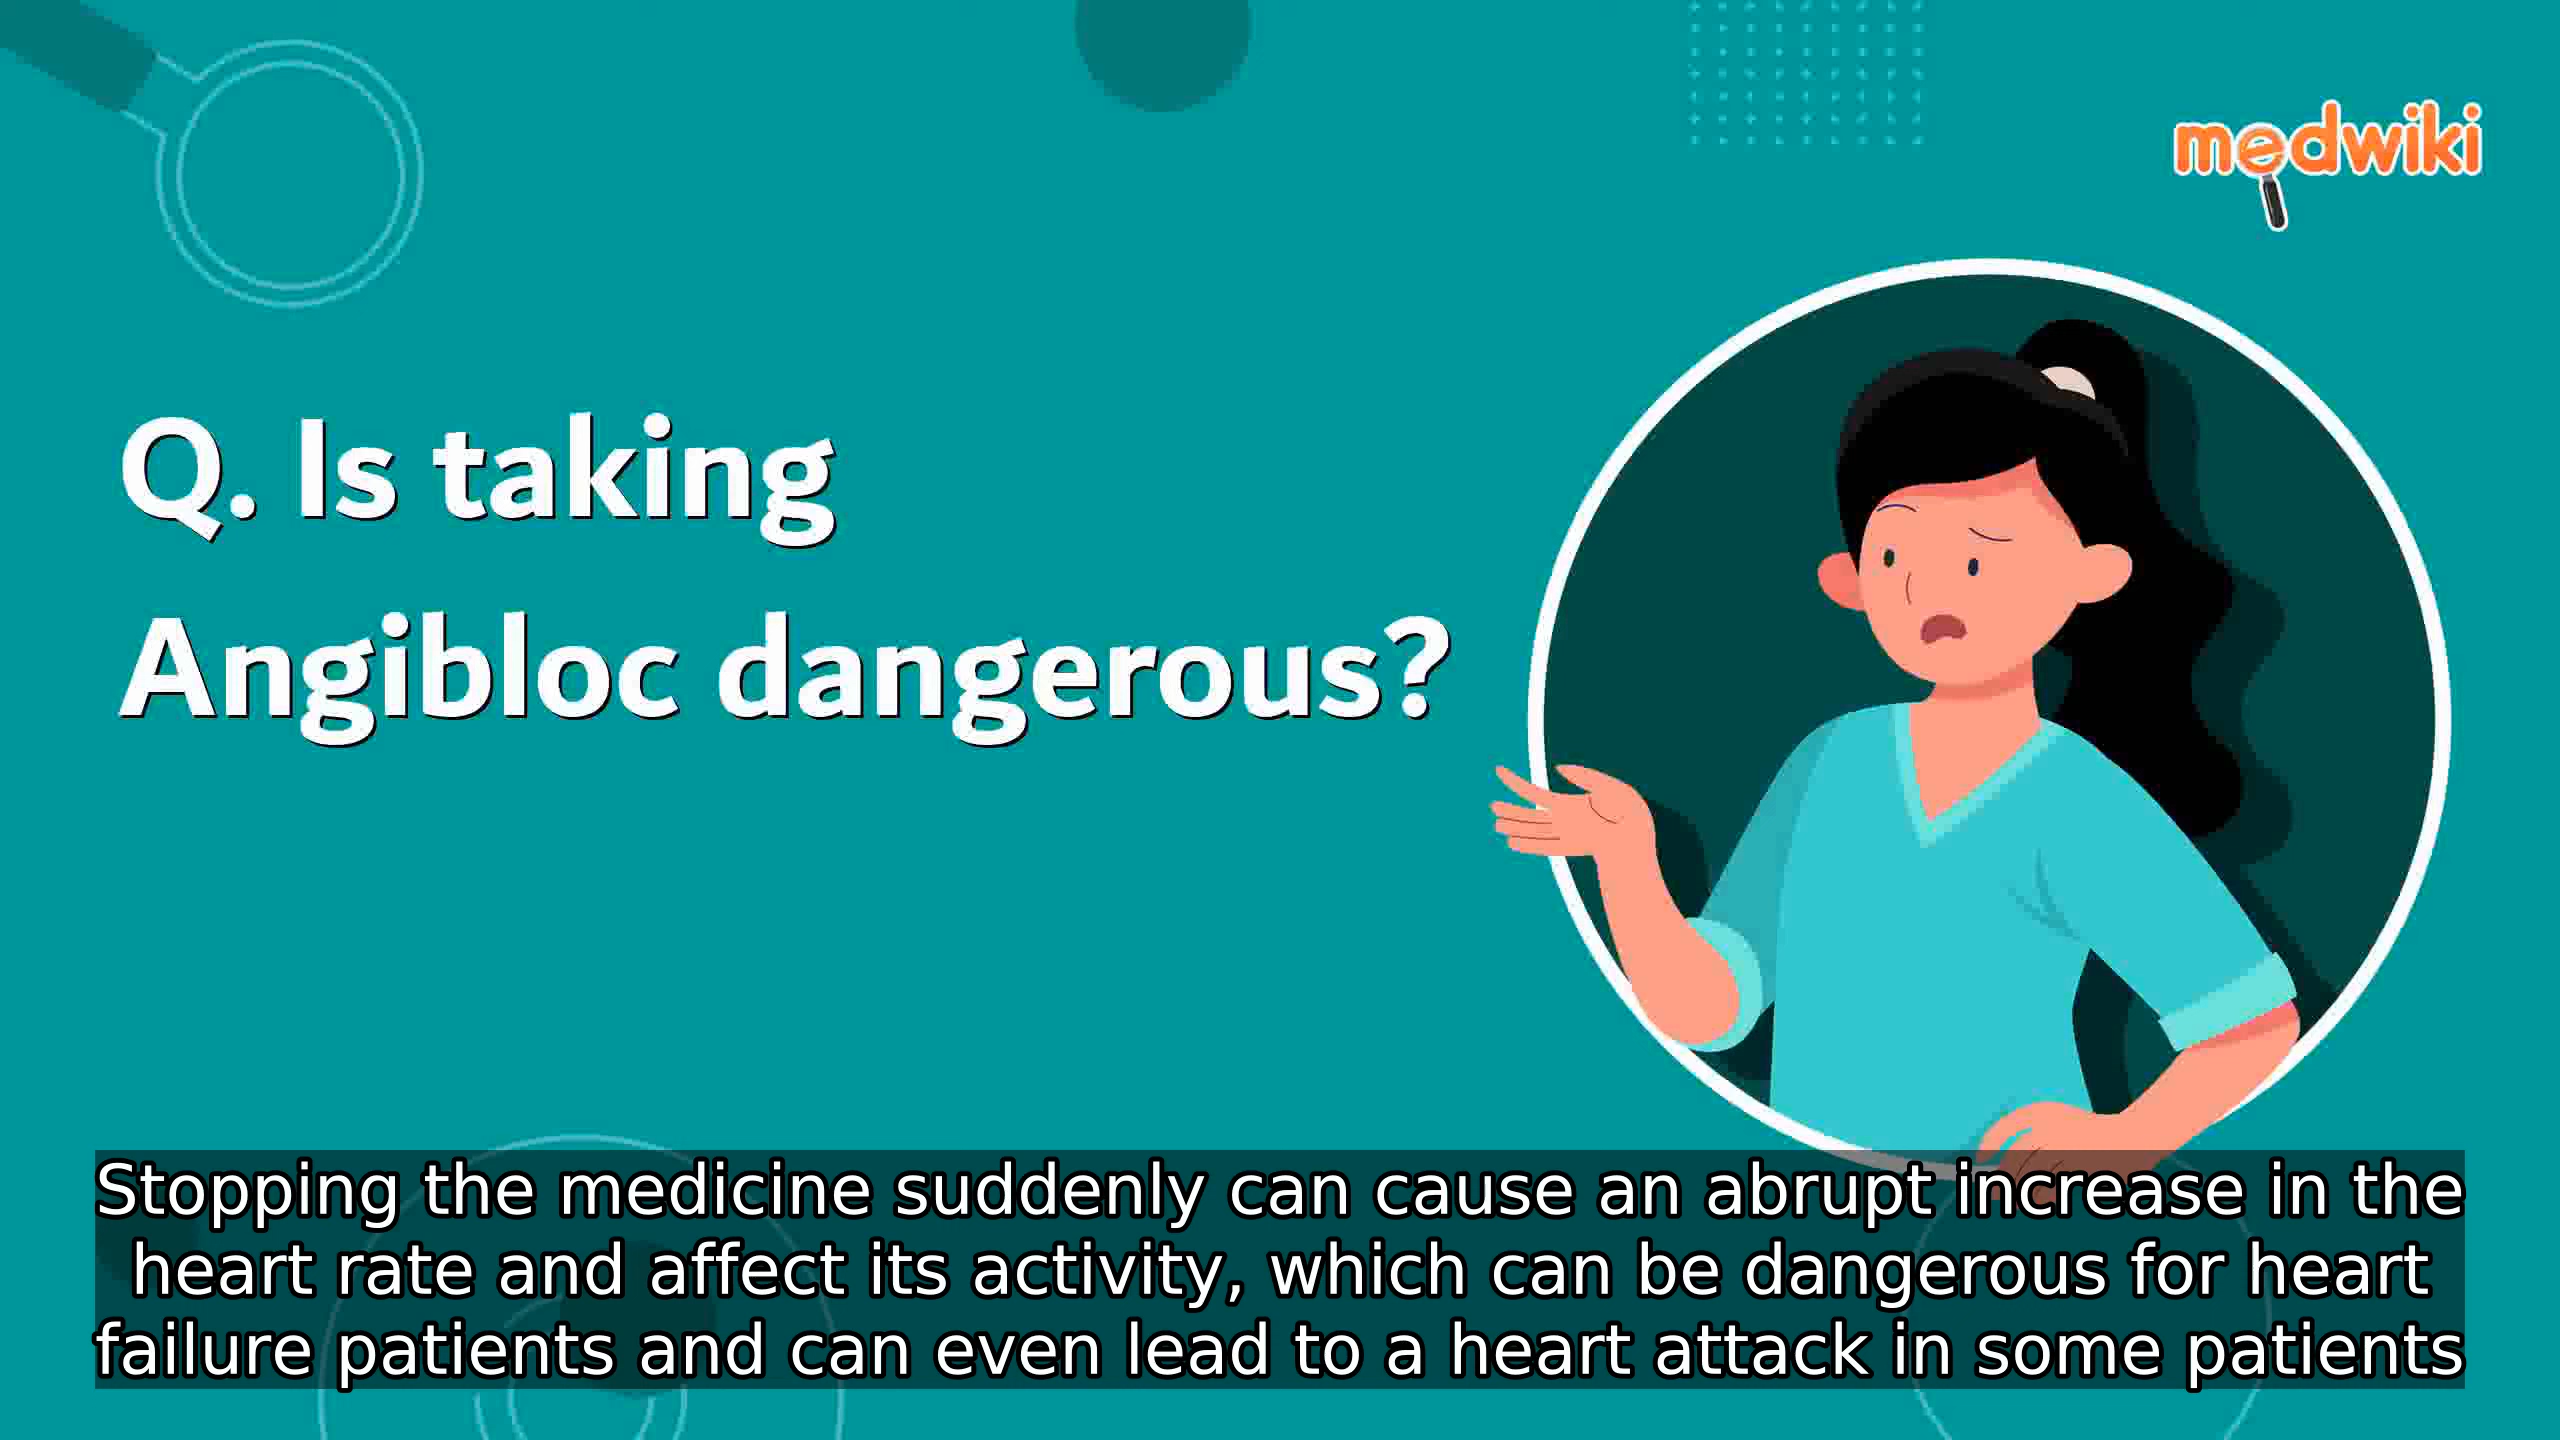 medwiki
Q. Is taking
Angibloc dangerous?
Stopping the medicine suddenly can cause an abrupt increase in the
heart rate and affect its activity, which can be dangerous for heart
failure patients and can even lead to a heart attack in some patients